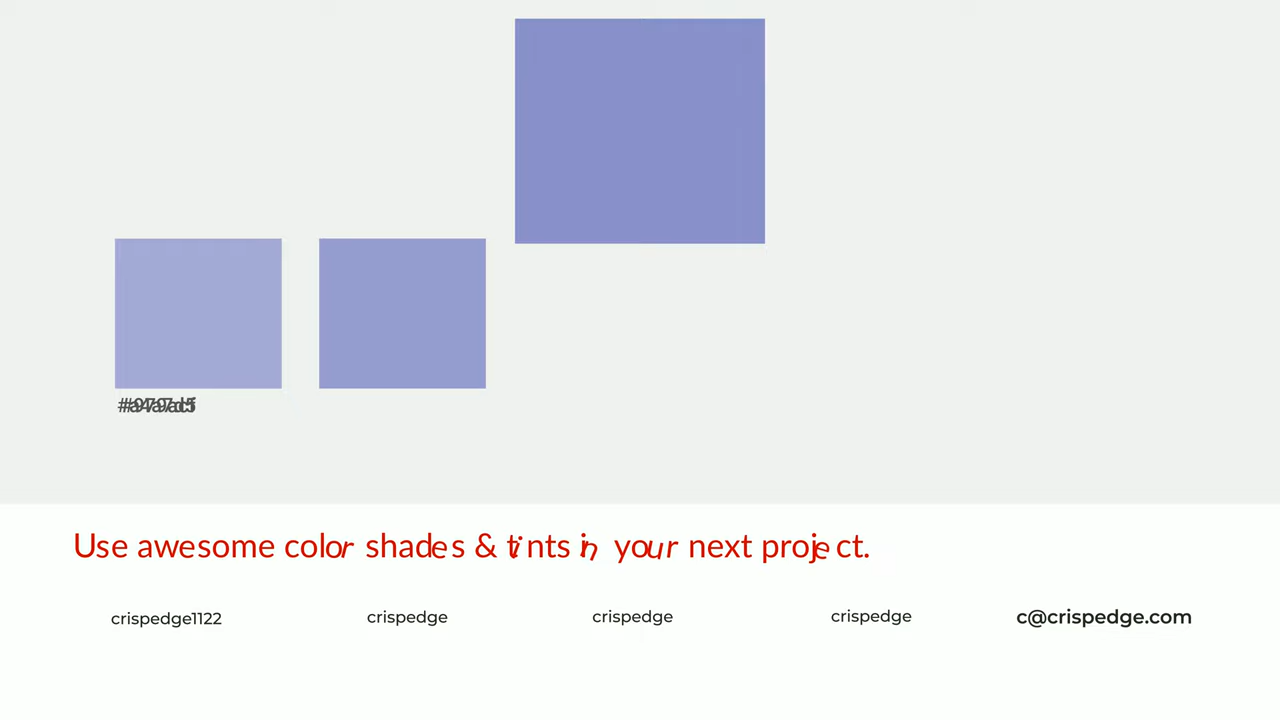 Use awesome color shades & tints in your next project.
crispedge1122 crispedge crispedge crispedge c@crispedge.com